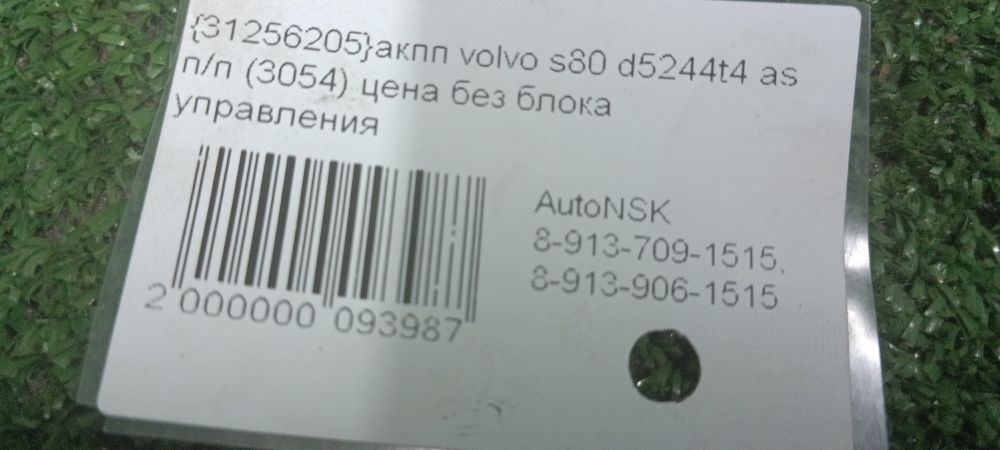 {31256205}акпп volvo s80 d5244t4 as
п/п (3054) цена без блока
управления
AutoNSK
8-913-709-1515,
8-913-906-1515
2 000000 093987